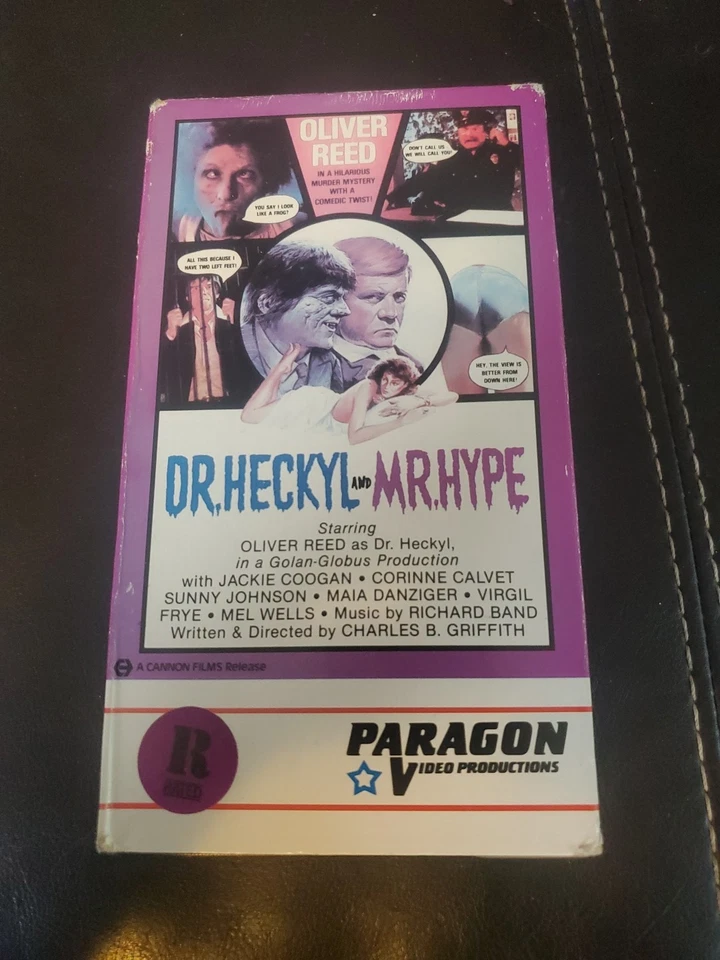 OLIVER
REED
IN A HILARIOUS
MURDER MYSTERY
WITH A
COMEDIC TWIST!
YOU SAY I LOOK
LIKE A FROG?
DON'T CALL US
WE WILL CALL YOU!
ALL THIS BECAUSE I
HAVE TWO LEFT FEET!
HEY, THE VIEW IS
BETTER FROM
DOWN HERE!
DR. HECKYL AND MR. HYPE
Starring
OLIVER REED as Dr. Heckyl,
in a Golan-Globus Production
with JACKIE COOGAN • CORINNE CALVET
SUNNY JOHNSON • MAIA DANZIGER • VIRGIL
FRYE • MEL WELLS • Music by RICHARD BAND
Written & Directed by CHARLES B. GRIFFITH
A CANNON FILMS Release
R
RATED
PARAGON
VIDEO PRODUCTIONS